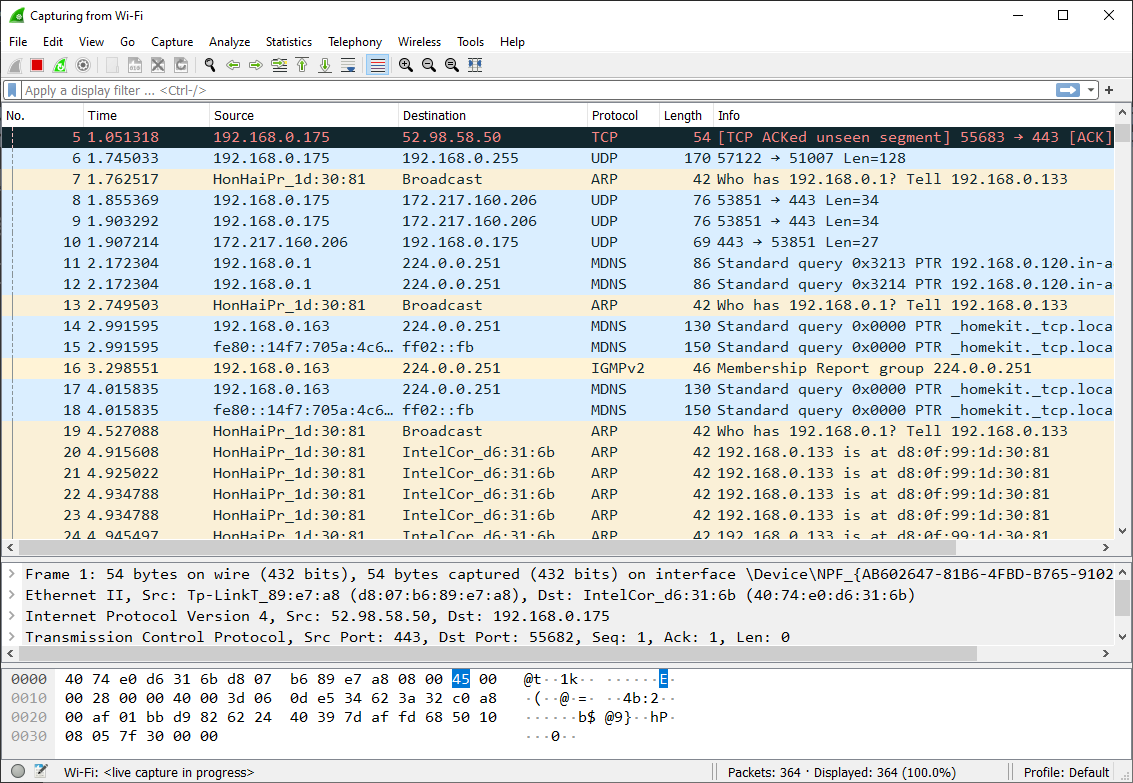 Capturing from Wi-Fi
File Edit View Go Capture Analyze Statistics Telephony Wireless Tools Help
Apply a display filter ... <Ctrl-/>
No. Time Source Destination Protocol Length Info
5 1.051318 192.168.0.175 52.98.58.50 TCP 54 [TCP ACKed unseen segment] 55683 → 443 [ACK]
6 1.745033 192.168.0.175 192.168.0.255 UDP 170 57122 → 51007 Len=128
7 1.762517 HonHaiPr_1d:30:81 Broadcast ARP 42 Who has 192.168.0.1? Tell 192.168.0.133
8 1.855369 192.168.0.175 172.217.160.206 UDP 76 53851 → 443 Len=34
9 1.903292 192.168.0.175 172.217.160.206 UDP 76 53851 → 443 Len=34
10 1.907214 172.217.160.206 192.168.0.175 UDP 69 443 → 53851 Len=27
11 2.172304 192.168.0.1 224.0.0.251 MDNS 86 Standard query 0x3213 PTR 192.168.0.120.in-a
12 2.172304 192.168.0.1 224.0.0.251 MDNS 86 Standard query 0x3214 PTR 192.168.0.120.in-a
13 2.749503 HonHaiPr_1d:30:81 Broadcast ARP 42 Who has 192.168.0.1? Tell 192.168.0.133
14 2.991595 192.168.0.163 224.0.0.251 MDNS 130 Standard query 0x0000 PTR _homekit._tcp.loca
15 2.991595 fe80::14f7:705a:4c6… ff02::fb MDNS 150 Standard query 0x0000 PTR _homekit._tcp.loca
16 3.298551 192.168.0.163 224.0.0.251 IGMPv2 46 Membership Report group 224.0.0.251
17 4.015835 192.168.0.163 224.0.0.251 MDNS 130 Standard query 0x0000 PTR _homekit._tcp.loca
18 4.015835 fe80::14f7:705a:4c6… ff02::fb MDNS 150 Standard query 0x0000 PTR _homekit._tcp.loca
19 4.527088 HonHaiPr_1d:30:81 Broadcast ARP 42 Who has 192.168.0.1? Tell 192.168.0.133
20 4.915608 HonHaiPr_1d:30:81 IntelCor_d6:31:6b ARP 42 192.168.0.133 is at d8:0f:99:1d:30:81
21 4.925022 HonHaiPr_1d:30:81 IntelCor_d6:31:6b ARP 42 192.168.0.133 is at d8:0f:99:1d:30:81
22 4.934788 HonHaiPr_1d:30:81 IntelCor_d6:31:6b ARP 42 192.168.0.133 is at d8:0f:99:1d:30:81
23 4.934788 HonHaiPr_1d:30:81 IntelCor_d6:31:6b ARP 42 192.168.0.133 is at d8:0f:99:1d:30:81
24 4.945497 HonHaiPr_1d:30:81 IntelCor_d6:31:6b ARP 42 192.168.0.133 is at d8:0f:99:1d:30:81
Frame 1: 54 bytes on wire (432 bits), 54 bytes captured (432 bits) on interface \Device\NPF_{AB602647-81B6-4FBD-B765-9102
Ethernet II, Src: Tp-LinkT_89:e7:a8 (d8:07:b6:89:e7:a8), Dst: IntelCor_d6:31:6b (40:74:e0:d6:31:6b)
Internet Protocol Version 4, Src: 52.98.58.50, Dst: 192.168.0.175
Transmission Control Protocol, Src Port: 443, Dst Port: 55682, Seq: 1, Ack: 1, Len: 0
0000 40 74 e0 d6 31 6b d8 07 b6 89 e7 a8 08 00 45 00 @t··1k·· ······E·
0010 00 28 00 00 40 00 3d 06 0d e5 34 62 3a 32 c0 a8 ·(··@·=· ··4b:2··
0020 00 af 01 bb d9 82 62 24 40 39 7d af fd 68 50 10 ······b$ @9}··hP·
0030 08 05 7f 30 00 00 ···0··
Wi-Fi: <live capture in progress> Packets: 364 · Displayed: 364 (100.0%) Profile: Default